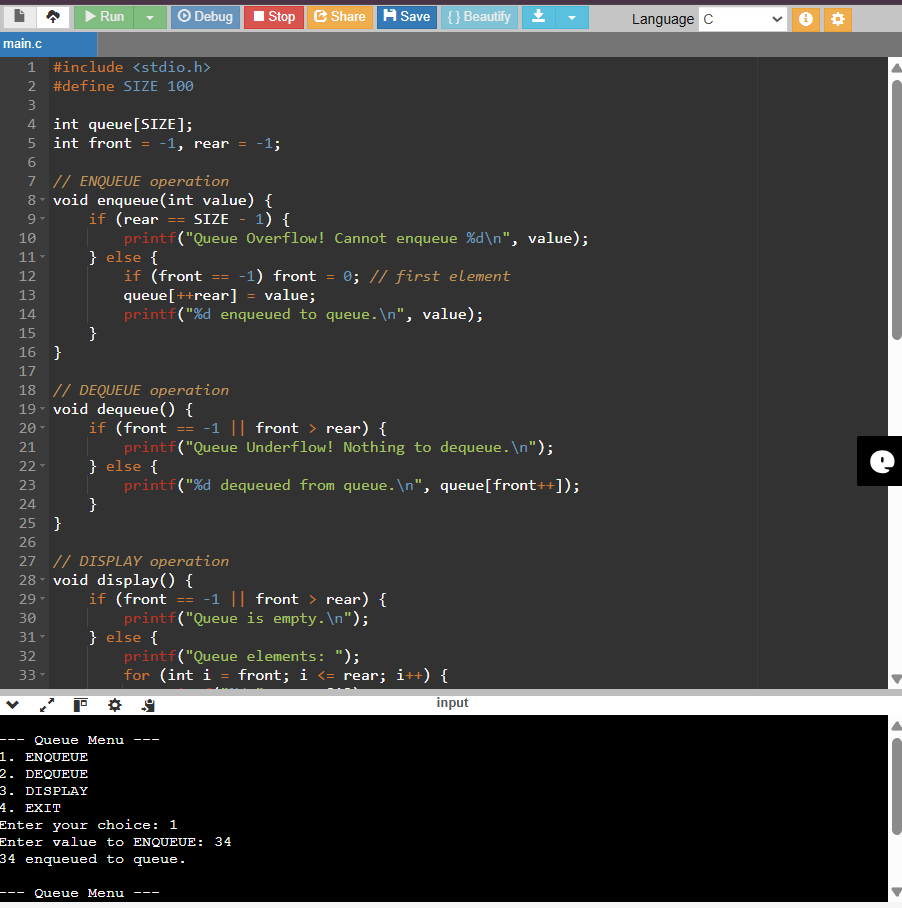 Run Debug Stop Share Save { } Beautify Language C
main.c
1 #include <stdio.h>
2 #define SIZE 100
3
4 int queue[SIZE];
5 int front = -1, rear = -1;
6
7 // ENQUEUE operation
8 void enqueue(int value) {
9     if (rear == SIZE - 1) {
10         printf("Queue Overflow! Cannot enqueue %d\n", value);
11     } else {
12         if (front == -1) front = 0; // first element
13         queue[++rear] = value;
14         printf("%d enqueued to queue.\n", value);
15     }
16 }
17
18 // DEQUEUE operation
19 void dequeue() {
20     if (front == -1 || front > rear) {
21         printf("Queue Underflow! Nothing to dequeue.\n");
22     } else {
23         printf("%d dequeued from queue.\n", queue[front++]);
24     }
25 }
26
27 // DISPLAY operation
28 void display() {
29     if (front == -1 || front > rear) {
30         printf("Queue is empty.\n");
31     } else {
32         printf("Queue elements: ");
33         for (int i = front; i <= rear; i++) {
input
--- Queue Menu ---
1. ENQUEUE
2. DEQUEUE
3. DISPLAY
4. EXIT
Enter your choice: 1
Enter value to ENQUEUE: 34
34 enqueued to queue.
--- Queue Menu ---